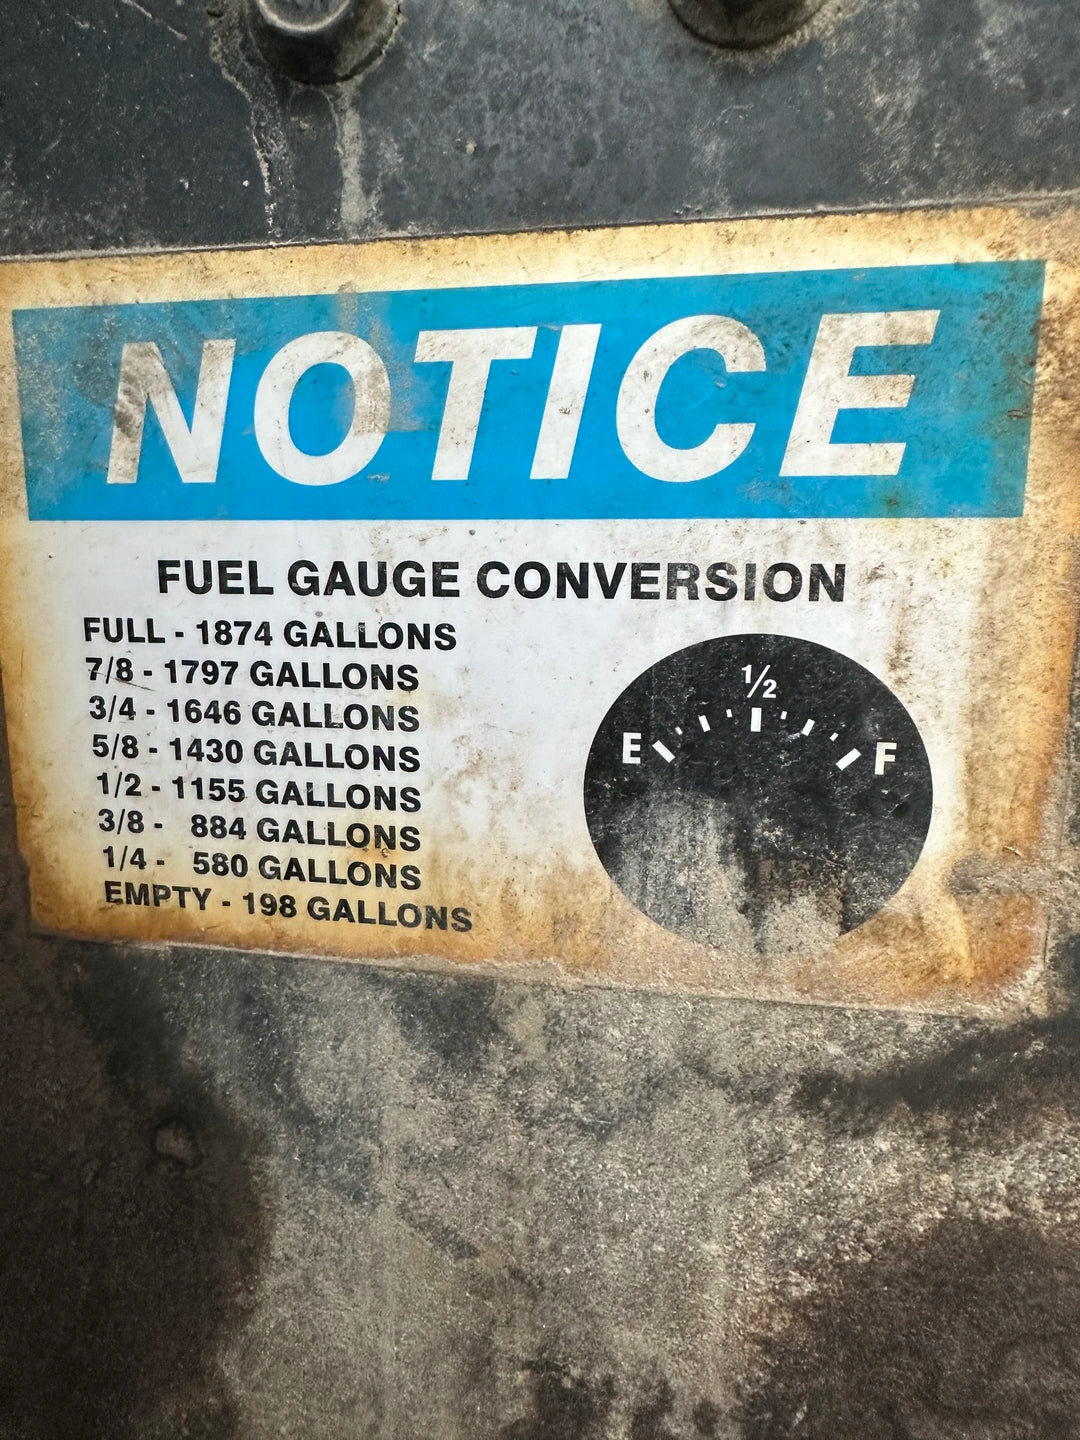 NOTICE
FUEL GAUGE CONVERSION
FULL - 1874 GALLONS
7/8 - 1797 GALLONS
3/4 - 1646 GALLONS
5/8 - 1430 GALLONS
1/2 - 1155 GALLONS
3/8 - 884 GALLONS
1/4 - 580 GALLONS
EMPTY - 198 GALLONS
E ½ F